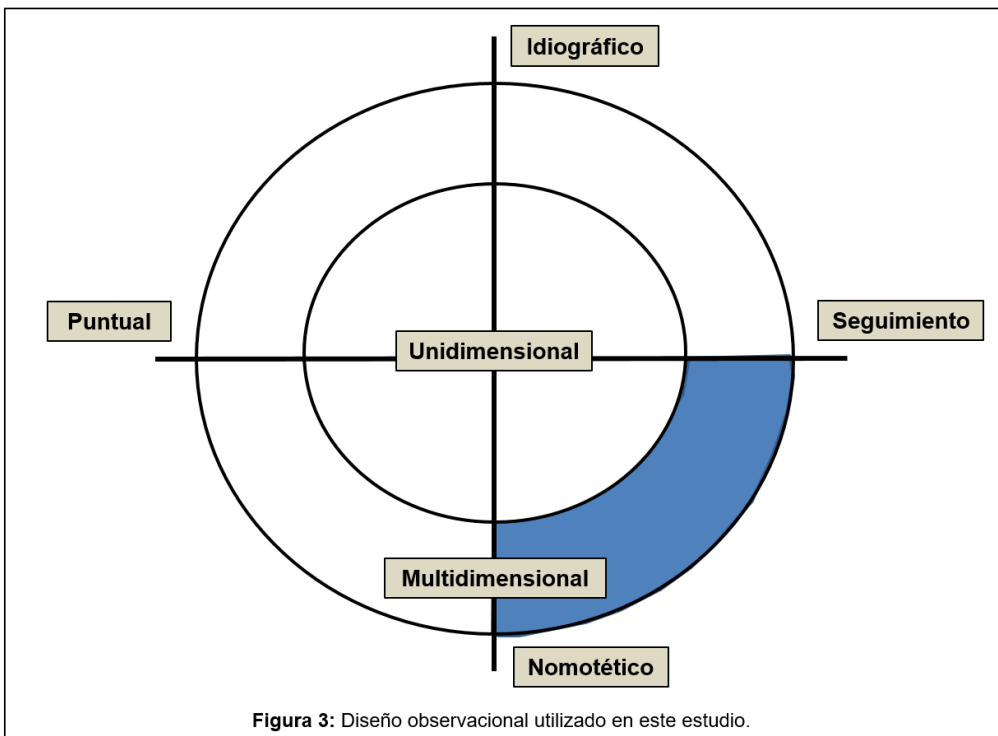 Idiográfico
Puntual
Seguimiento
Unidimensional
Multidimensional
Nomotético
Figura 3: Diseño observacional utilizado en este estudio.